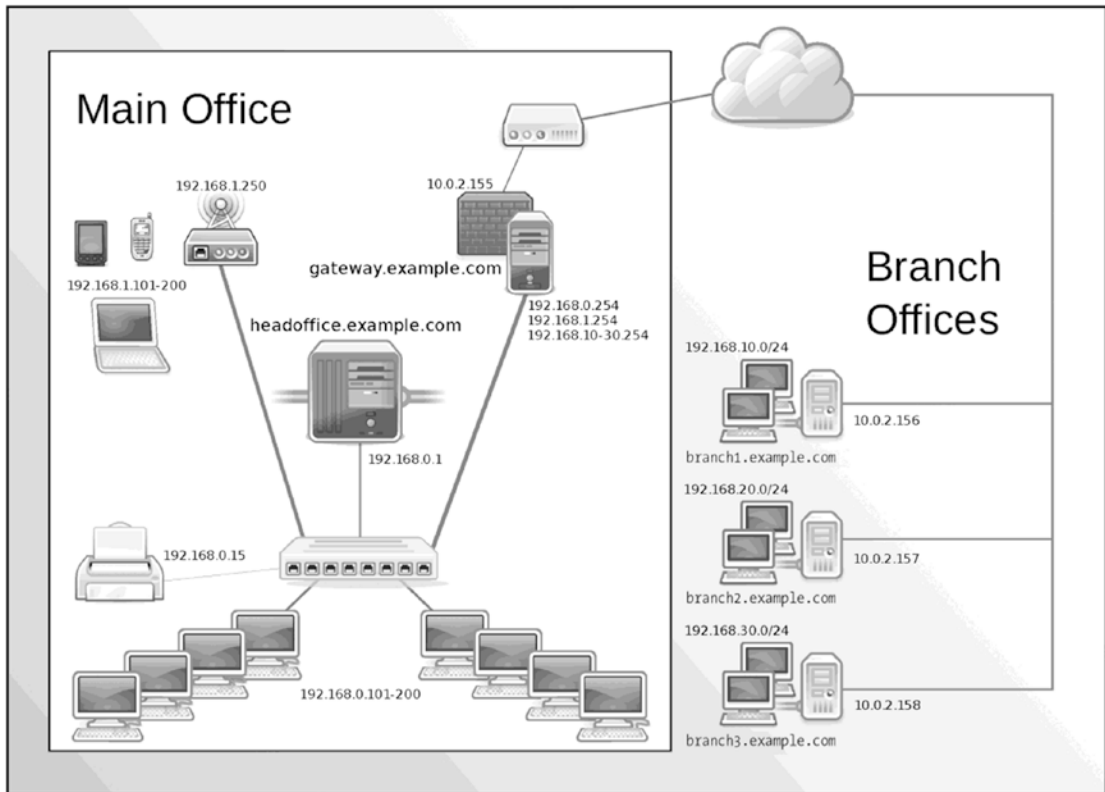 Main Office
192.168.1.250
10.0.2.155
gateway.example.com
192.168.1.101-200
192.168.0.254
192.168.1.254
192.168.10-30.254
headoffice.example.com
192.168.0.1
192.168.0.15
192.168.0.101-200
Branch
Offices
192.168.10.0/24
10.0.2.156
branch1.example.com
192.168.20.0/24
10.0.2.157
branch2.example.com
192.168.30.0/24
10.0.2.158
branch3.example.com